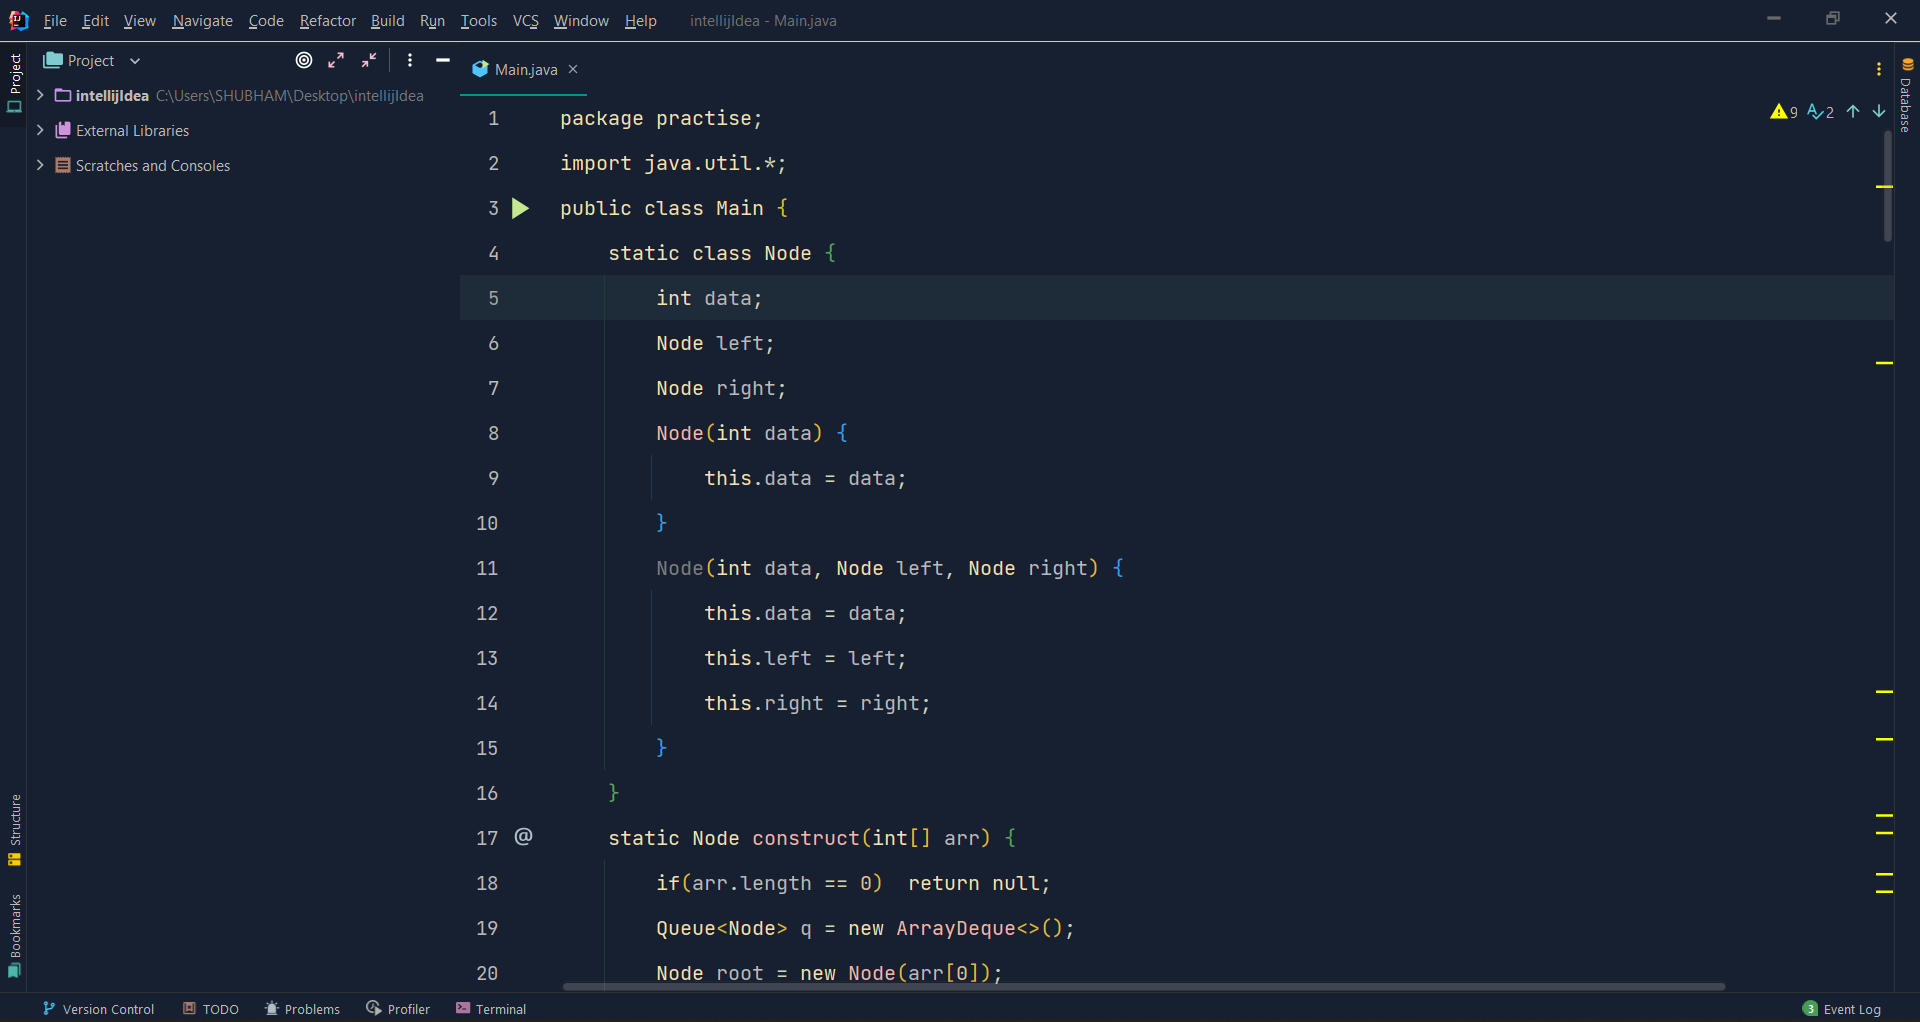 File Edit View Navigate Code Refactor Build Run Tools VCS Window Help intellijIdea - Main.java
Project
Project
Main.java
Database
intellijIdea C:\Users\SHUBHAM\Desktop\intellijIdea
External Libraries
Scratches and Consoles
9 2
1 package practise;
2 import java.util.*;
3 public class Main {
4 static class Node {
5 int data;
6 Node left;
7 Node right;
8 Node(int data) {
9 this.data = data;
10 }
11 Node(int data, Node left, Node right) {
12 this.data = data;
13 this.left = left;
14 this.right = right;
15 }
16 }
17 @ static Node construct(int[] arr) {
18 if(arr.length == 0)  return null;
19 Queue<Node> q = new ArrayDeque<>();
20 Node root = new Node(arr[0]);
Structure
Bookmarks
Version Control TODO Problems Profiler Terminal 3 Event Log